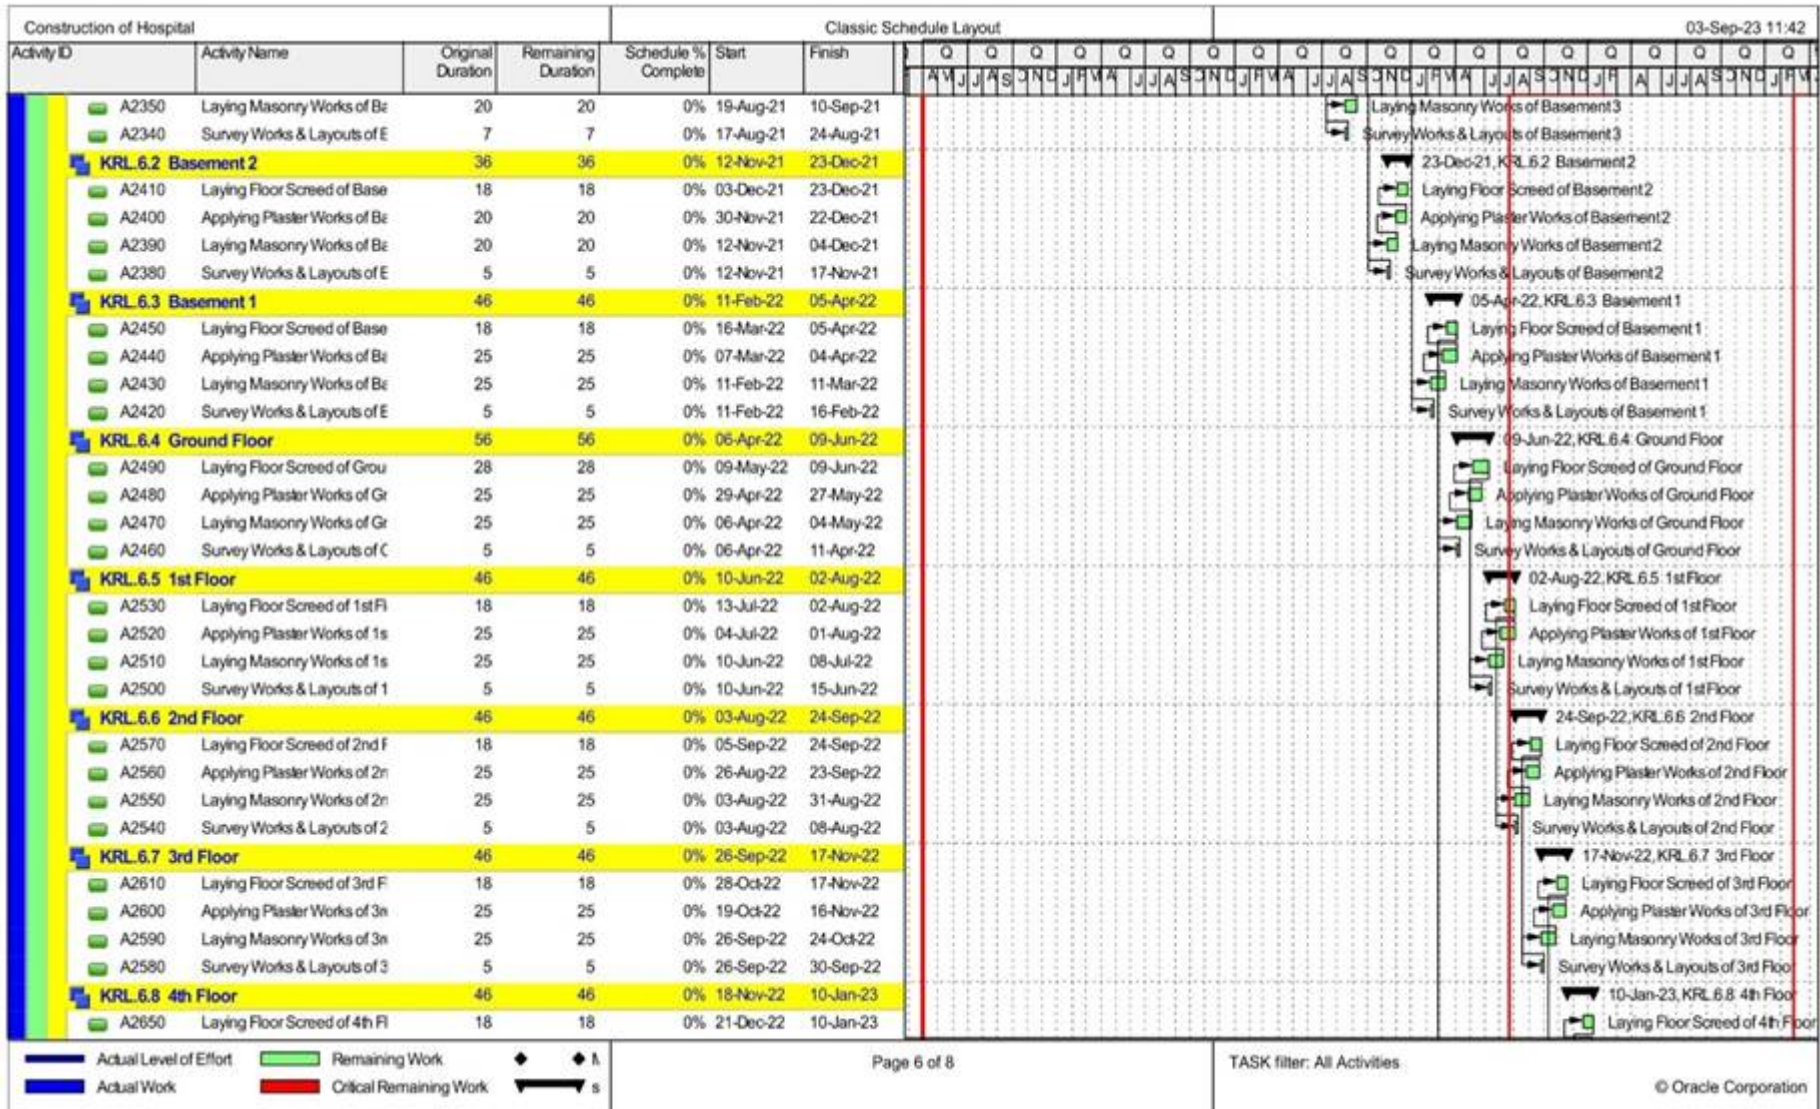 Construction of Hospital Classic Schedule Layout 03-Sep-23 11:42
Activity ID Activity Name Original Duration Remaining Duration Schedule % Complete Start Finish
A2350 Laying Masonry Works of Ba 20 20 0% 19-Aug-21 10-Sep-21 Laying Masonry Works of Basement 3
A2340 Survey Works & Layouts of E 7 7 0% 17-Aug-21 24-Aug-21 Survey Works & Layouts of Basement 3
KRL.6.2 Basement 2 36 36 0% 12-Nov-21 23-Dec-21 23-Dec-21, KRL.6.2 Basement 2
A2410 Laying Floor Screed of Base 18 18 0% 03-Dec-21 23-Dec-21 Laying Floor Screed of Basement 2
A2400 Applying Plaster Works of Ba 20 20 0% 30-Nov-21 22-Dec-21 Applying Plaster Works of Basement 2
A2390 Laying Masonry Works of Ba 20 20 0% 12-Nov-21 04-Dec-21 Laying Masonry Works of Basement 2
A2380 Survey Works & Layouts of E 5 5 0% 12-Nov-21 17-Nov-21 Survey Works & Layouts of Basement 2
KRL.6.3 Basement 1 46 46 0% 11-Feb-22 05-Apr-22 05-Apr-22, KRL.6.3 Basement 1
A2450 Laying Floor Screed of Base 18 18 0% 16-Mar-22 05-Apr-22 Laying Floor Screed of Basement 1
A2440 Applying Plaster Works of Ba 25 25 0% 07-Mar-22 04-Apr-22 Applying Plaster Works of Basement 1
A2430 Laying Masonry Works of Ba 25 25 0% 11-Feb-22 11-Mar-22 Laying Masonry Works of Basement 1
A2420 Survey Works & Layouts of E 5 5 0% 11-Feb-22 16-Feb-22 Survey Works & Layouts of Basement 1
KRL.6.4 Ground Floor 56 56 0% 06-Apr-22 09-Jun-22 09-Jun-22, KRL.6.4 Ground Floor
A2490 Laying Floor Screed of Grou 28 28 0% 09-May-22 09-Jun-22 Laying Floor Screed of Ground Floor
A2480 Applying Plaster Works of Gr 25 25 0% 29-Apr-22 27-May-22 Applying Plaster Works of Ground Floor
A2470 Laying Masonry Works of Gr 25 25 0% 06-Apr-22 04-May-22 Laying Masonry Works of Ground Floor
A2460 Survey Works & Layouts of C 5 5 0% 06-Apr-22 11-Apr-22 Survey Works & Layouts of Ground Floor
KRL.6.5 1st Floor 46 46 0% 10-Jun-22 02-Aug-22 02-Aug-22, KRL.6.5 1st Floor
A2530 Laying Floor Screed of 1st Fl 18 18 0% 13-Jul-22 02-Aug-22 Laying Floor Screed of 1st Floor
A2520 Applying Plaster Works of 1s 25 25 0% 04-Jul-22 01-Aug-22 Applying Plaster Works of 1st Floor
A2510 Laying Masonry Works of 1s 25 25 0% 10-Jun-22 08-Jul-22 Laying Masonry Works of 1st Floor
A2500 Survey Works & Layouts of 1 5 5 0% 10-Jun-22 15-Jun-22 Survey Works & Layouts of 1st Floor
KRL.6.6 2nd Floor 46 46 0% 03-Aug-22 24-Sep-22 24-Sep-22, KRL.6.6 2nd Floor
A2570 Laying Floor Screed of 2nd F 18 18 0% 05-Sep-22 24-Sep-22 Laying Floor Screed of 2nd Floor
A2560 Applying Plaster Works of 2n 25 25 0% 26-Aug-22 23-Sep-22 Applying Plaster Works of 2nd Floor
A2550 Laying Masonry Works of 2n 25 25 0% 03-Aug-22 31-Aug-22 Laying Masonry Works of 2nd Floor
A2540 Survey Works & Layouts of 2 5 5 0% 03-Aug-22 08-Aug-22 Survey Works & Layouts of 2nd Floor
KRL.6.7 3rd Floor 46 46 0% 26-Sep-22 17-Nov-22 17-Nov-22, KRL.6.7 3rd Floor
A2610 Laying Floor Screed of 3rd F 18 18 0% 28-Oct-22 17-Nov-22 Laying Floor Screed of 3rd Floor
A2600 Applying Plaster Works of 3r 25 25 0% 19-Oct-22 16-Nov-22 Applying Plaster Works of 3rd Floor
A2590 Laying Masonry Works of 3r 25 25 0% 26-Sep-22 24-Oct-22 Laying Masonry Works of 3rd Floor
A2580 Survey Works & Layouts of 3 5 5 0% 26-Sep-22 30-Sep-22 Survey Works & Layouts of 3rd Floor
KRL.6.8 4th Floor 46 46 0% 18-Nov-22 10-Jan-23 10-Jan-23, KRL.6.8 4th Floor
A2650 Laying Floor Screed of 4th Fl 18 18 0% 21-Dec-22 10-Jan-23 Laying Floor Screed of 4th Floor
Actual Level of Effort Remaining Work Page 6 of 8 TASK filter: All Activities
Actual Work Critical Remaining Work s
© Oracle Corporation